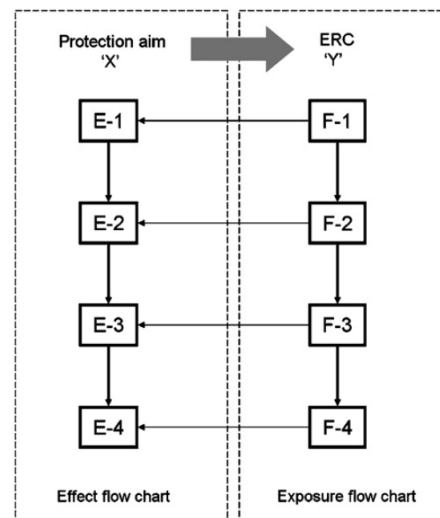 Protection aim
‘X’
ERC
‘Y’
E-1
F-1
E-2
F-2
E-3
F-3
E-4
F-4
Effect flow chart
Exposure flow chart